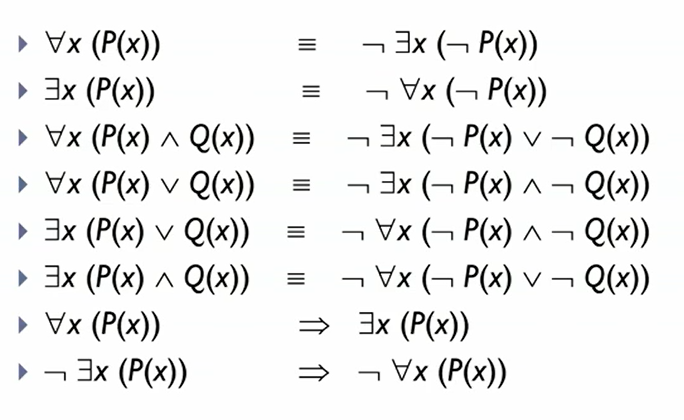 ∀x (P(x)) ≡ ¬ ∃x (¬ P(x))
∃x (P(x)) ≡ ¬ ∀x (¬ P(x))
∀x (P(x) ∧ Q(x)) ≡ ¬ ∃x (¬ P(x) ∨ ¬ Q(x))
∀x (P(x) ∨ Q(x)) ≡ ¬ ∃x (¬ P(x) ∧ ¬ Q(x))
∃x (P(x) ∨ Q(x)) ≡ ¬ ∀x (¬ P(x) ∧ ¬ Q(x))
∃x (P(x) ∧ Q(x)) ≡ ¬ ∀x (¬ P(x) ∨ ¬ Q(x))
∀x (P(x)) ⇒ ∃x (P(x))
¬ ∃x (P(x)) ⇒ ¬ ∀x (P(x))